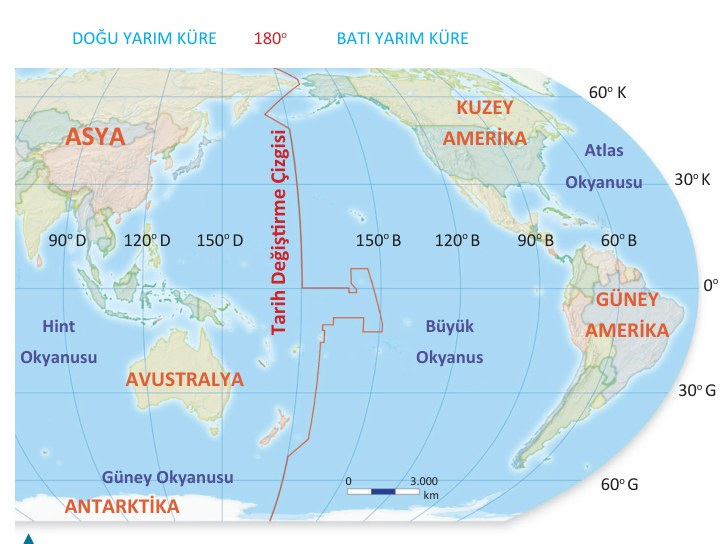 DOĞU YARIM KÜRE 180° BATI YARIM KÜRE
60° K
KUZEY
AMERİKA
ASYA
Atlas
Okyanusu
30° K
Tarih Değiştirme Çizgisi
90° D 120° D 150° D 150° B 120° B 90° B 60° B
0°
GÜNEY
AMERİKA
Hint
Okyanusu
Büyük
Okyanus
AVUSTRALYA
30° G
Güney Okyanusu
ANTARKTİKA
0 3.000
km
60° G